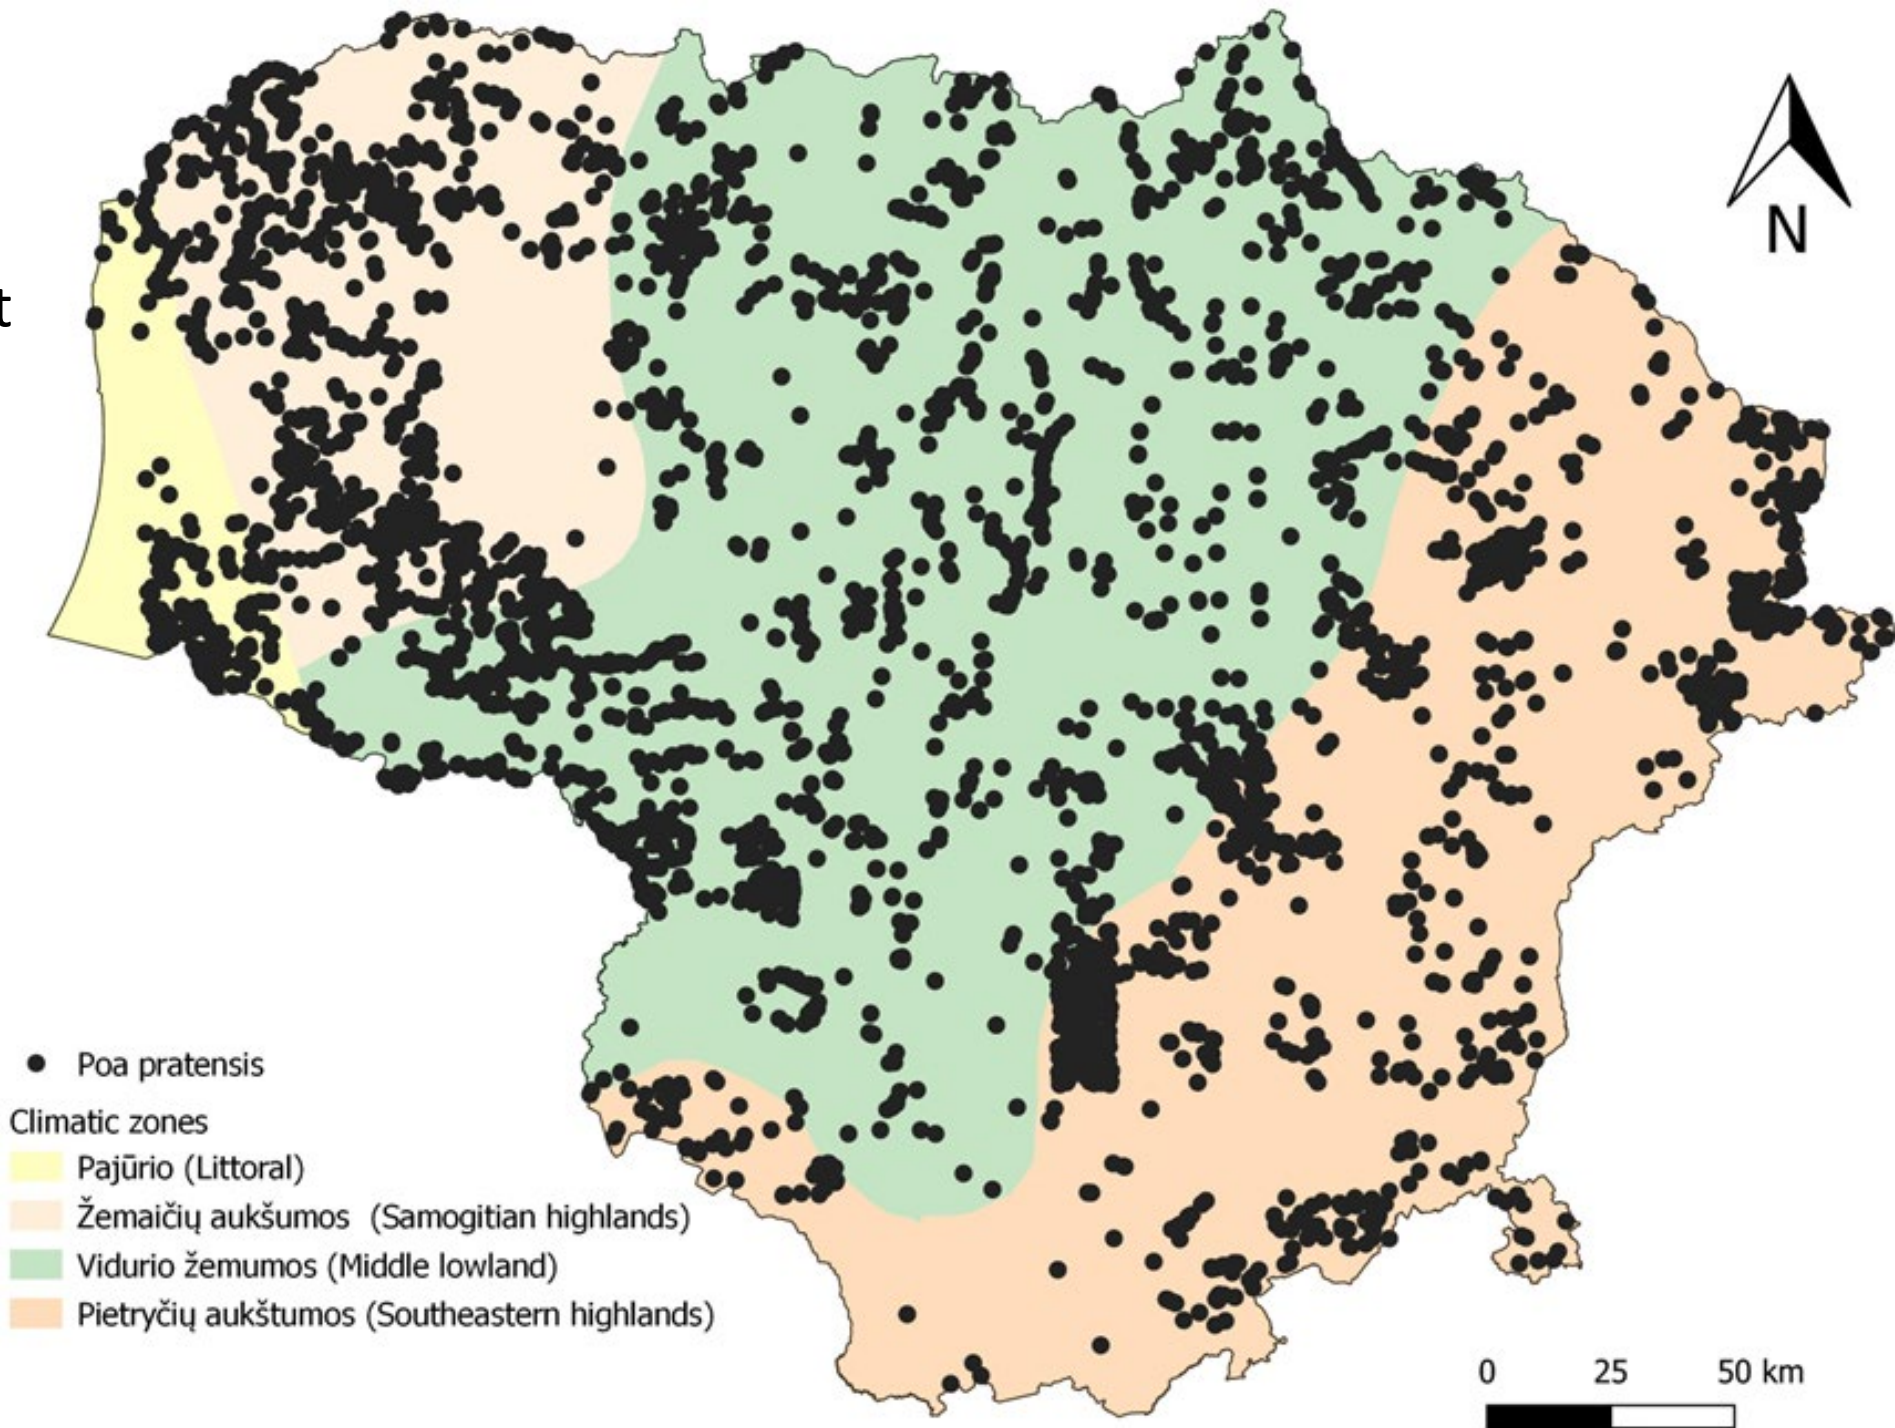 t
N
Poa pratensis
Climatic zones
Pajūrio (Littoral)
Žemaičių aukšumos (Samogitian highlands)
Vidurio žemumos (Middle lowland)
Pietryčių aukštumos (Southeastern highlands)
0 25 50 km